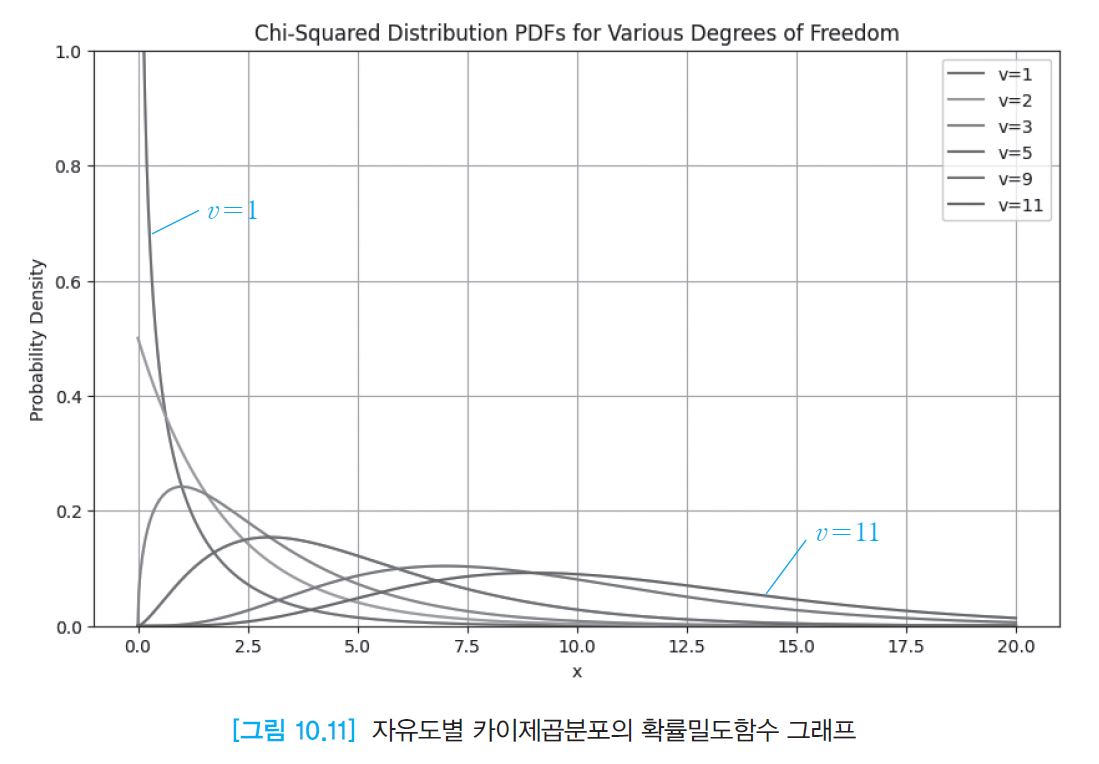 Chi-Squared Distribution PDFs for Various Degrees of Freedom
1.0
0.8
0.6
0.4
0.2
0.0
Probability Density
v=1
v=2
v=3
v=5
v=9
v=11
v=1
v=11
0.0 2.5 5.0 7.5 10.0 12.5 15.0 17.5 20.0
x
[그림 10.11] 자유도별 카이제곱분포의 확률밀도함수 그래프